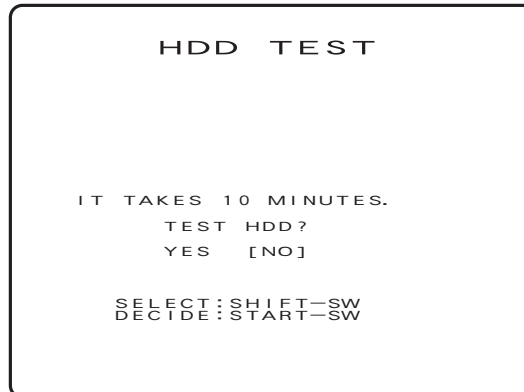 HDD TEST
IT TAKES 10 MINUTES.
TEST HDD?
YES [NO]
SELECT:SHIFT-SW
DECIDE:START-SW